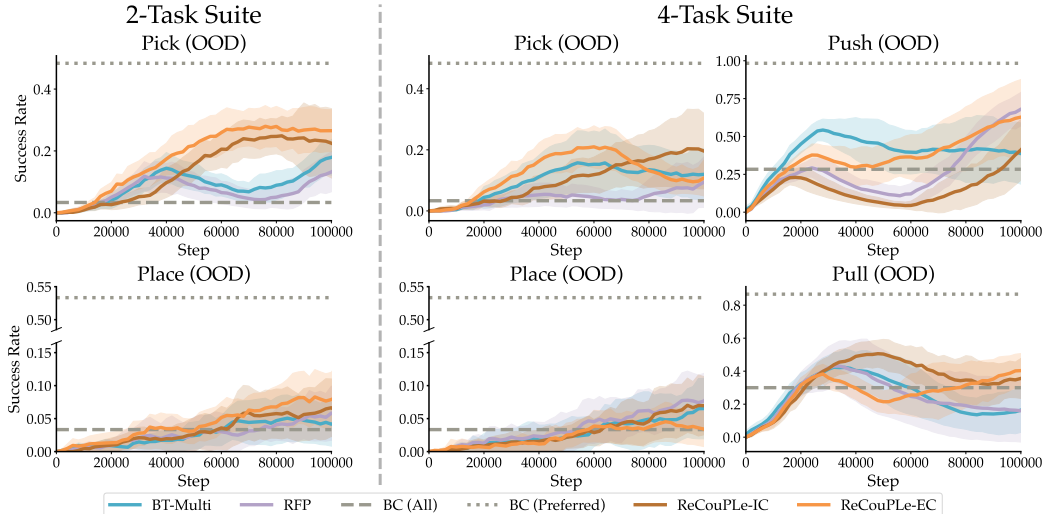 2-Task Suite
4-Task Suite
Pick (OOD)
Pick (OOD)
Push (OOD)
Success Rate
0.4
0.2
0.0
0 20000 40000 60000 80000 100000
Step
0.4
0.2
0.0
0 20000 40000 60000 80000 100000
Step
1.00
0.75
0.50
0.25
0.00
0 20000 40000 60000 80000 100000
Step
Place (OOD)
Place (OOD)
Pull (OOD)
Success Rate
0.55
0.50
0.15
0.10
0.05
0.00
0 20000 40000 60000 80000 100000
Step
0.55
0.50
0.15
0.10
0.05
0.00
0 20000 40000 60000 80000 100000
Step
0.8
0.6
0.4
0.2
0.0
0 20000 40000 60000 80000 100000
Step
BT-Multi RFP BC (All) BC (Preferred) ReCouPLe-IC ReCouPLe-EC